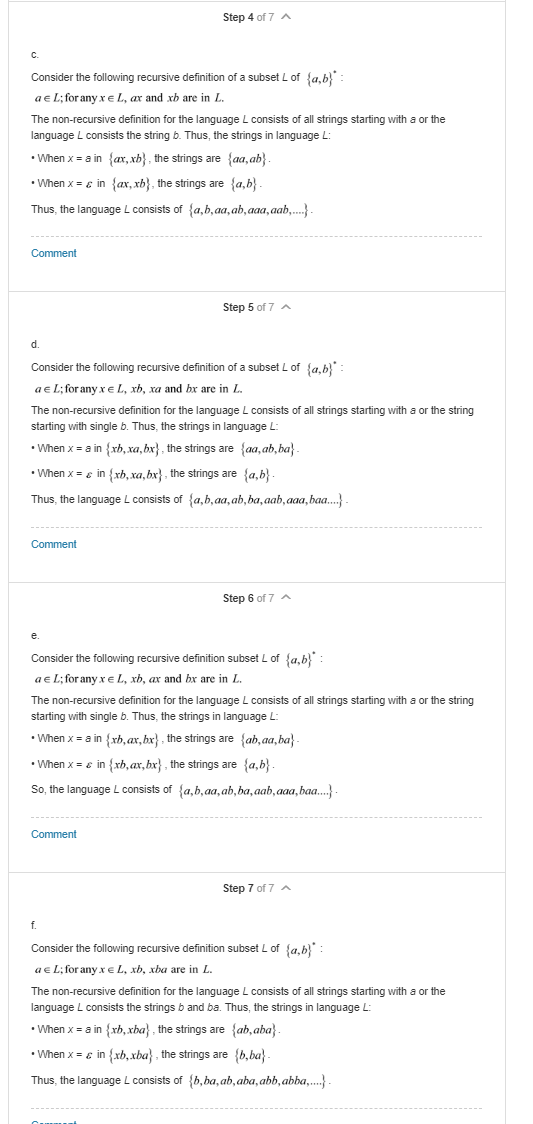 Step 4 of 7
c.
Consider the following recursive definition of a subset L of {a,b}* :
a ∈ L; for any x ∈ L, ax and xb are in L.
The non-recursive definition for the language L consists of all strings starting with a or the
language L consists the string b. Thus, the strings in language L:
• When x = a in {ax,xb}, the strings are {aa,ab}.
• When x = ε in {ax,xb}, the strings are {a,b}.
Thus, the language L consists of {a,b,aa,ab,aaa,aab,....}.
Comment
Step 5 of 7
d.
Consider the following recursive definition of a subset L of {a,b}* :
a ∈ L; for any x ∈ L, xb, xa and bx are in L.
The non-recursive definition for the language L consists of all strings starting with a or the string
starting with single b. Thus, the strings in language L:
• When x = a in {xb,xa,bx}, the strings are {aa,ab,ba}.
• When x = ε in {xb,xa,bx}, the strings are {a,b}.
Thus, the language L consists of {a,b,aa,ab,ba,aab,aaa,baa....}.
Comment
Step 6 of 7
e.
Consider the following recursive definition subset L of {a,b}* :
a ∈ L; for any x ∈ L, xb, ax and bx are in L.
The non-recursive definition for the language L consists of all strings starting with a or the string
starting with single b. Thus, the strings in language L:
• When x = a in {xb,ax,bx}, the strings are {ab,aa,ba}.
• When x = ε in {xb,ax,bx}, the strings are {a,b}.
So, the language L consists of {a,b,aa,ab,ba,aab,aaa,baa....}.
Comment
Step 7 of 7
f.
Consider the following recursive definition subset L of {a,b}* :
a ∈ L; for any x ∈ L, xb, xba are in L.
The non-recursive definition for the language L consists of all strings starting with a or the
language L consists the strings b and ba. Thus, the strings in language L:
• When x = a in {xb,xba}, the strings are {ab,aba}.
• When x = ε in {xb,xba}, the strings are {b,ba}.
Thus, the language L consists of {b,ba,ab,aba,abb,abba,....}.
Comment